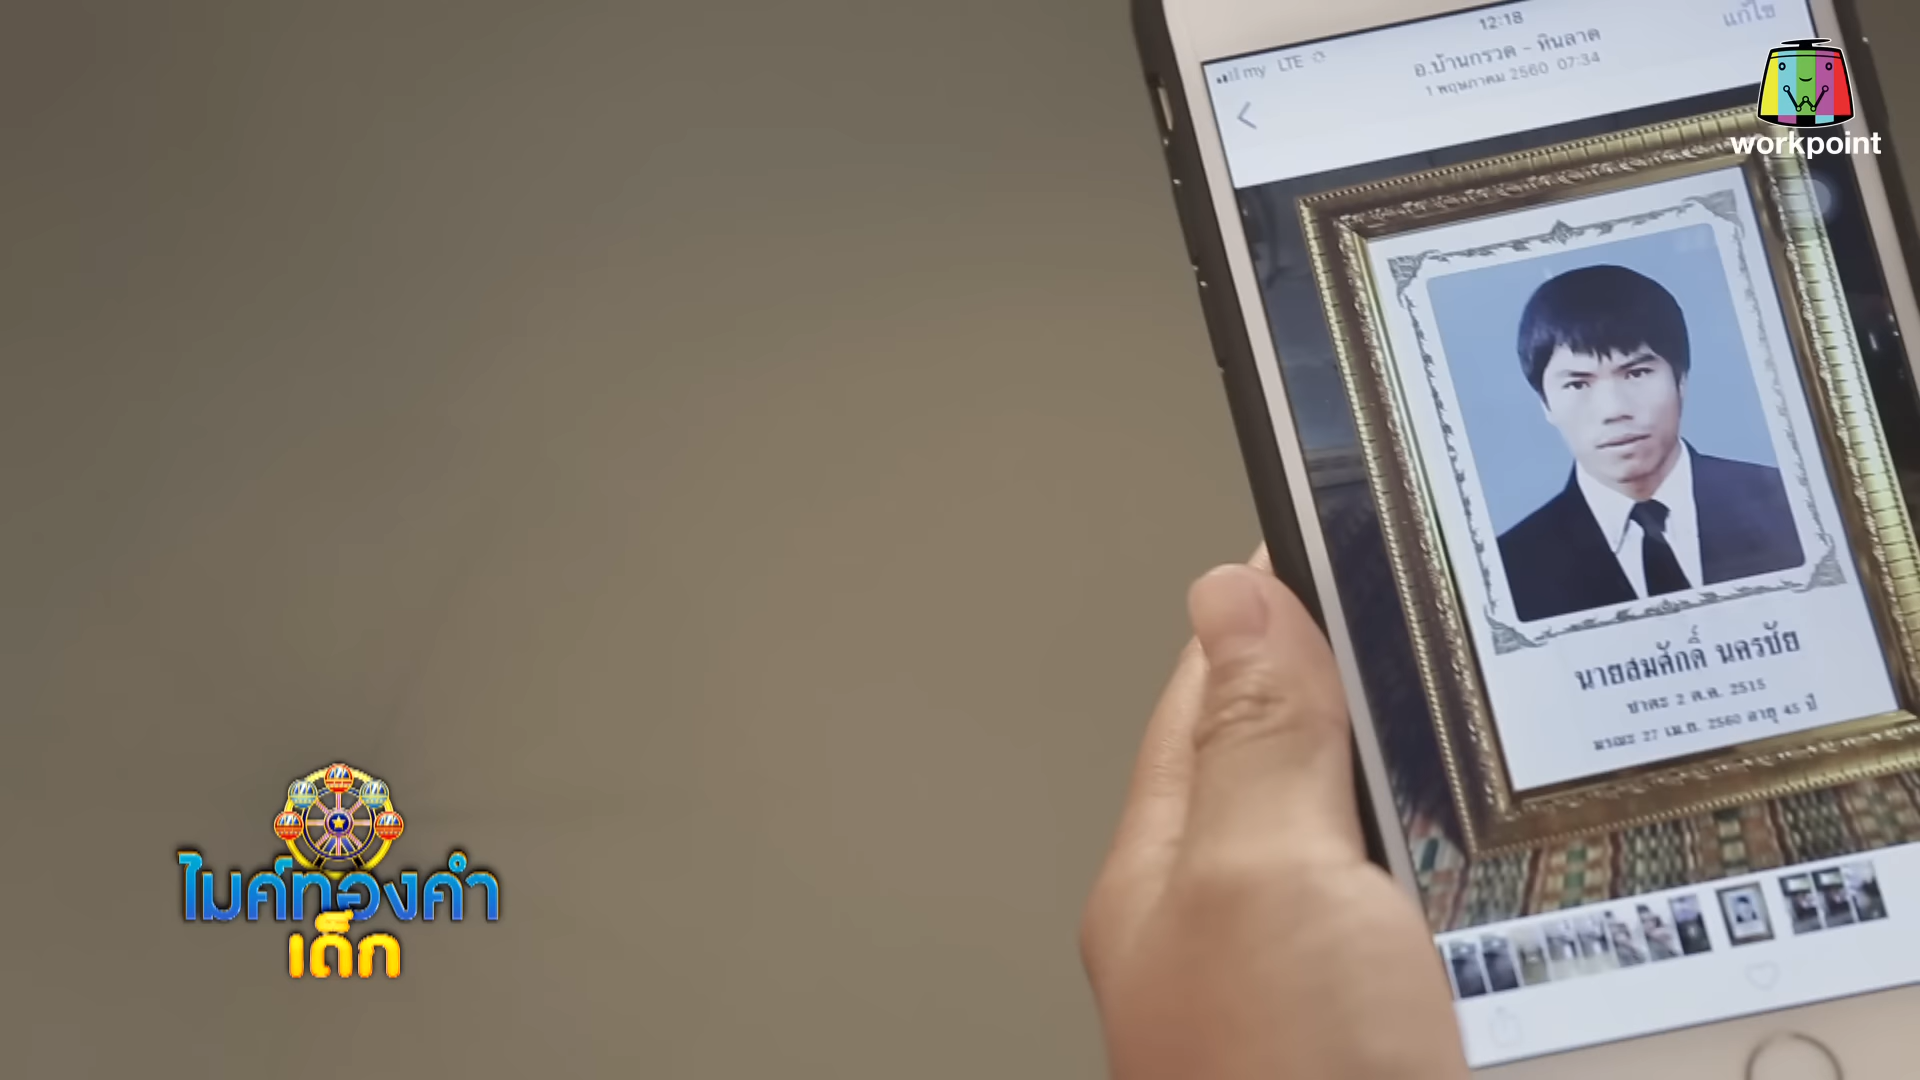 12:18
my LTE
อ.บ้านกรวด - หินลาด
1 พฤษภาคม 2560 07:34
แก้ไข
workpoint
นายสมศักดิ์ นครชัย
ชาตะ 2 ต.ค. 2515
มรณะ 27 เม.ย. 2560 อายุ 45 ปี
ไมค์ทองคำ
เด็ก